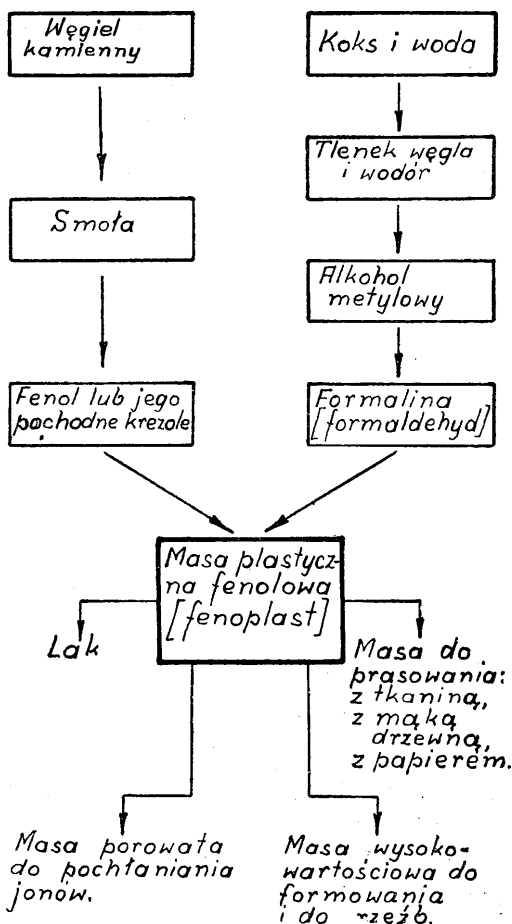 Węgiel
kamienny
Koks i woda
Tlenek węgla
i wodór
Smoła
Alkohol
metylowy
Fenol lub jego
pochodne krezole
Formalina
[formaldehyd]
Masa plastycz-
na fenolowa
[fenoplast]
Lak
Masa do
prasowania:
z tkaniną,
z mąką
drzewną,
z papierem.
Masa porowata
do pochłaniania
jonów.
Masa wysoko-
wartościowa do
formowania
i do rzeźb.